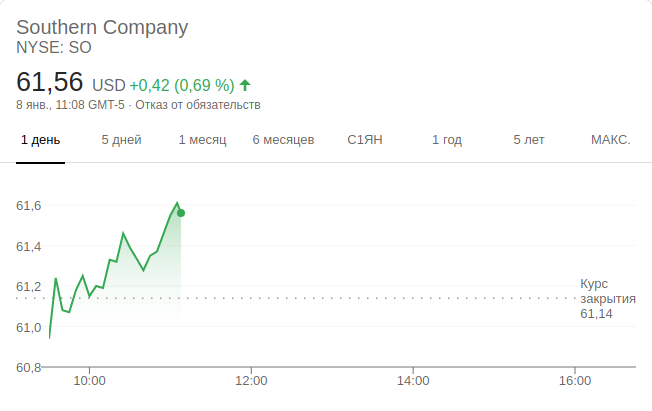 Southern Company
NYSE: SO
61,56 USD +0,42 (0,69 %)
8 янв., 11:08 GMT-5 · Отказ от обязательств
1 день 5 дней 1 месяц 6 месяцев С1ЯН 1 год 5 лет МАКС.
61,6
61,4
61,2
61,0
60,8
Курс
закрытия
61,14
10:00 12:00 14:00 16:00